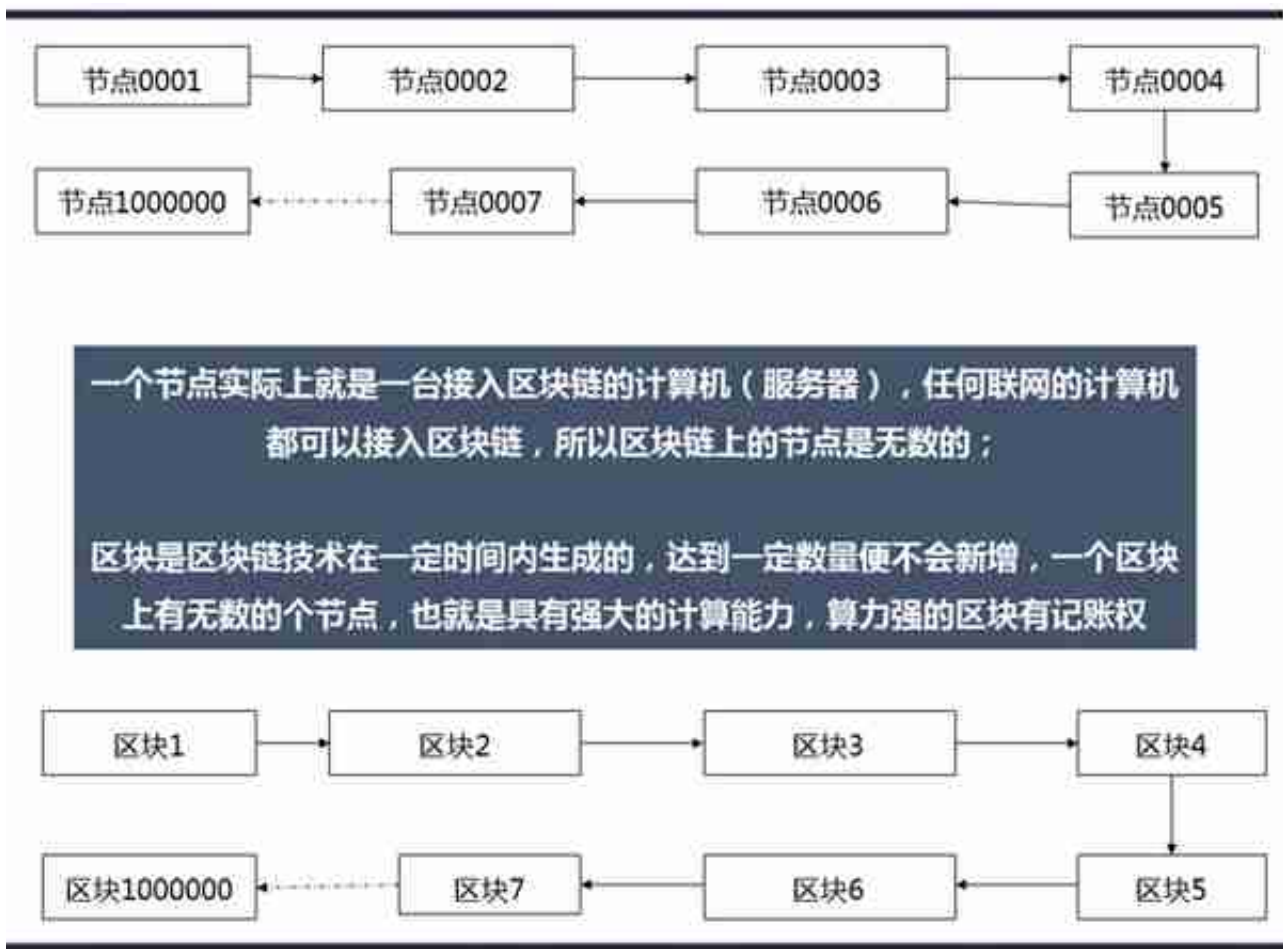 节点0001 节点0002 节点0003 节点0004
节点1000000 节点0007 节点0006 节点0005
一个节点实际上就是一台接入区块链的计算机（服务器），任何联网的计算机
都可以接入区块链，所以区块链上的节点是无数的；
区块是区块链技术在一定时间内生成的，达到一定数量便不会新增，一个区块
上有无数的个节点，也就是具有强大的计算能力，算力强的区块有记账权
区块1 区块2 区块3 区块4
区块1000000 区块7 区块6 区块5